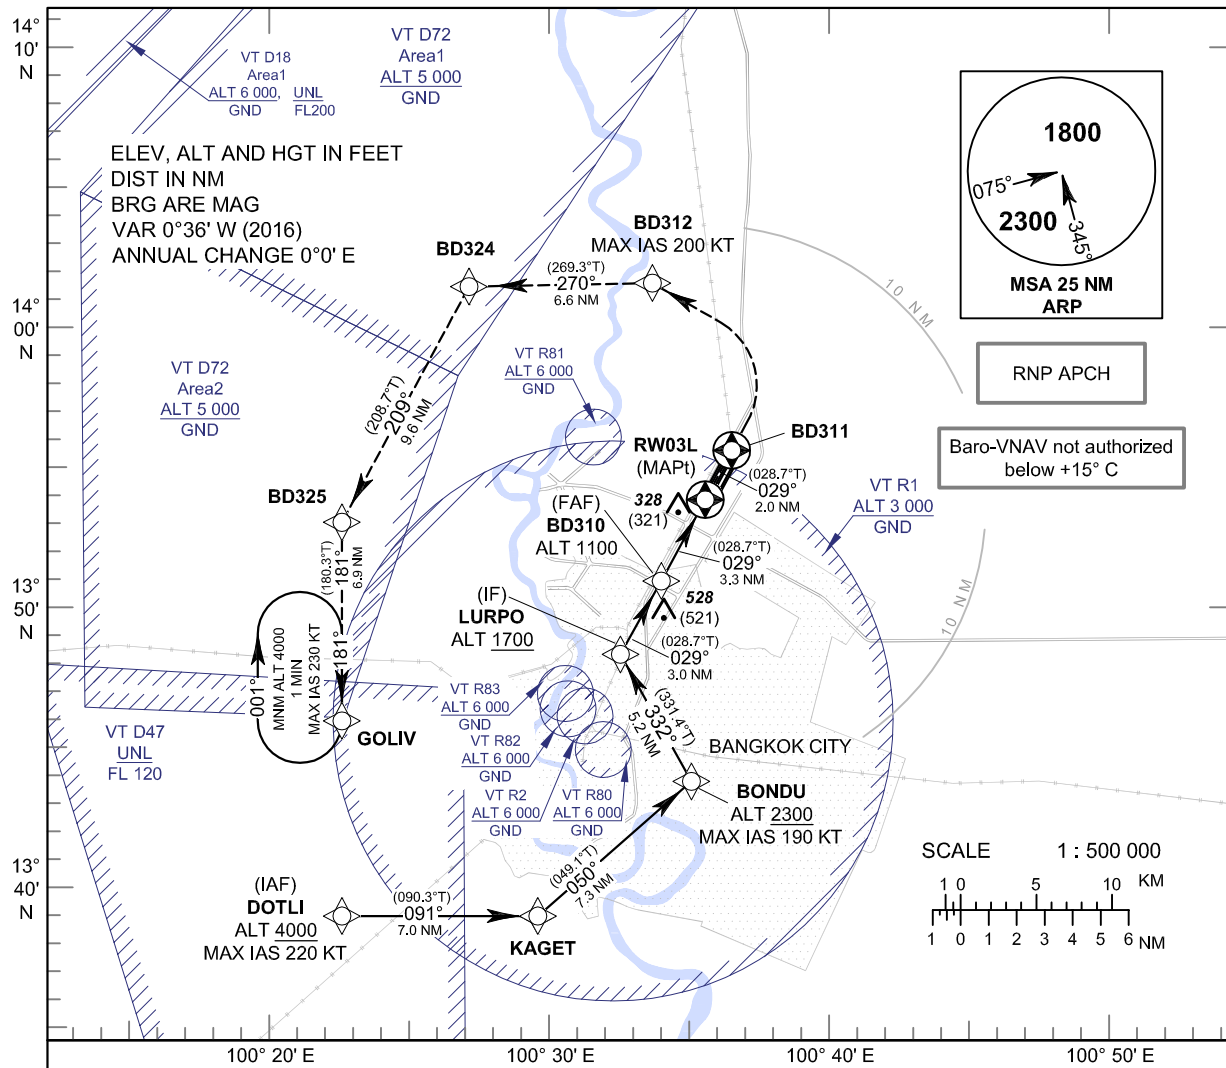 14°
10'
N
VT D18
Area1
ALT 6 000,
GND
UNL
FL200
VT D72
Area1
ALT 5 000
GND
ELEV, ALT AND HGT IN FEET
DIST IN NM
BRG ARE MAG
VAR 0°36' W (2016)
ANNUAL CHANGE 0°0' E
1800
075°
2300
345°
MSA 25 NM
ARP
BD324
(269.3°T)
270°
6.6 NM
BD312
MAX IAS 200 KT
10 NM
14°
00'
N
VT D72
Area2
ALT 5 000
GND
(208.7°T)
209°
9.6 NM
VT R81
ALT 6 000
GND
RNP APCH
Baro-VNAV not authorized
below +15° C
BD311
RW03L
(MAPt)
(028.7°T)
029°
2.0 NM
328
(321)
VT R1
ALT 3 000
GND
BD325
(180.3°T)
181°
6.9 NM
(FAF)
BD310
ALT 1100
(028.7°T)
029°
3.3 NM
13°
50'
N
528
(521)
(IF)
LURPO
ALT 1700
(028.7°T)
029°
3.0 NM
10 NM
001°
MNM ALT 4000
1 MIN
MAX IAS 230 KT
181°
GOLIV
VT D47
UNL
FL 120
VT R83
ALT 6 000
GND
VT R82
ALT 6 000
GND
VT R2
ALT 6 000
GND
VT R80
ALT 6 000
GND
(331.4°T)
332°
5.2 NM
BANGKOK CITY
BONDU
ALT 2300
MAX IAS 190 KT
(049.1°T)
050°
7.3 NM
13°
40'
N
(IAF)
DOTLI
ALT 4000
MAX IAS 220 KT
(090.3°T)
091°
7.0 NM
KAGET
SCALE 1 : 500 000
1 0 5 10 KM
1 0 1 2 3 4 5 6 NM
100° 20' E
100° 30' E
100° 40' E
100° 50' E